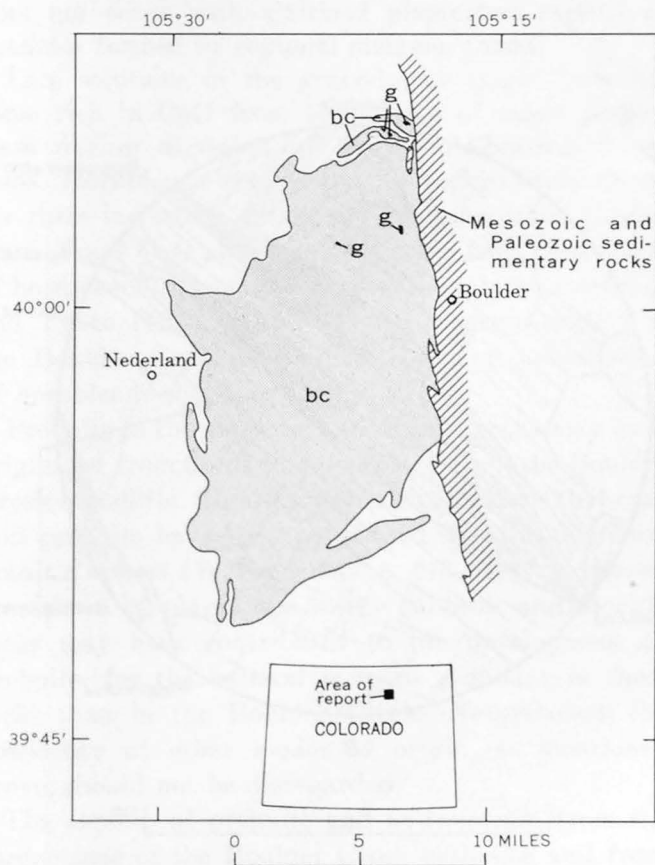 105°30'
105°15'
g
bc
g
g
Mesozoic and
Paleozoic sedi-
mentary rocks
40°00'
Boulder
Nederland
bc
Area of
report
COLORADO
39°45'
0 5 10 MILES